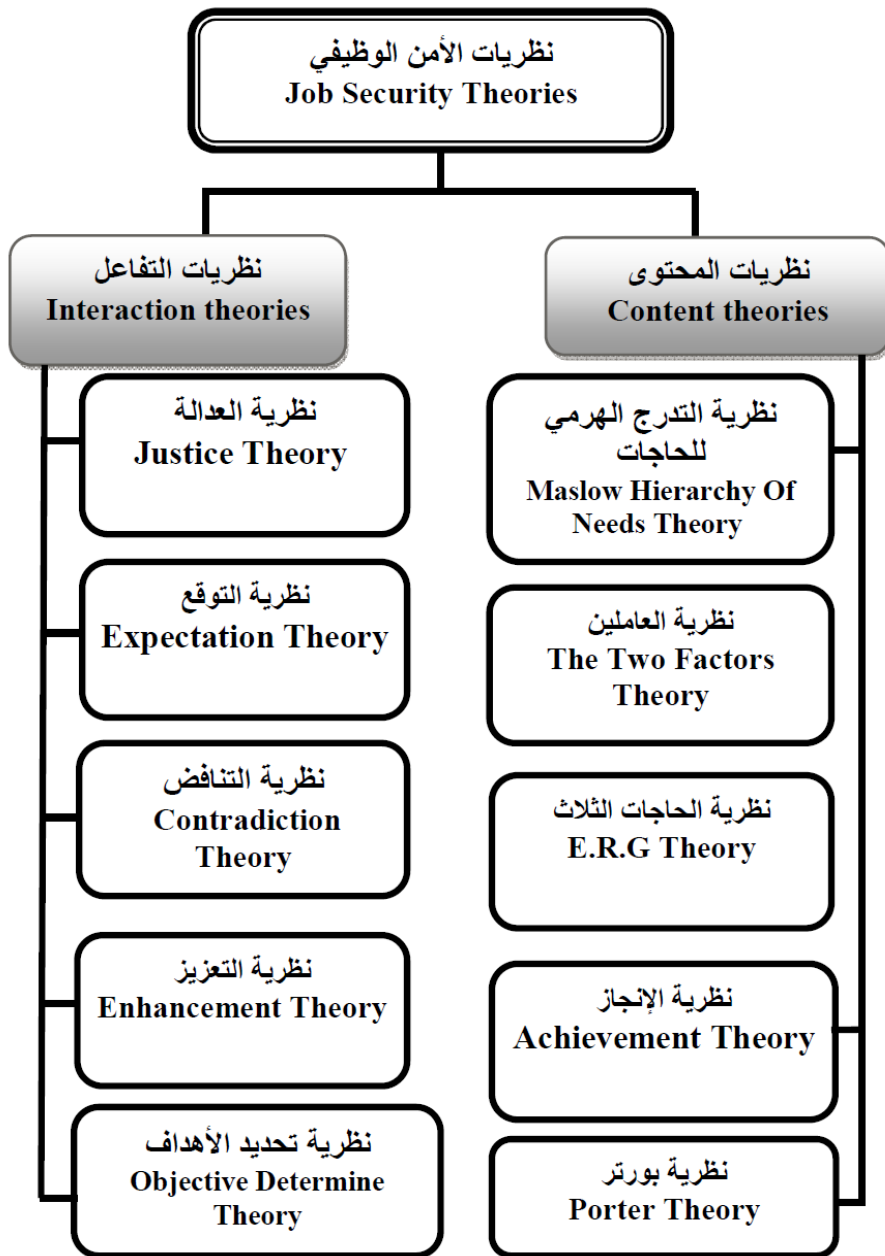 نظريات الأمن الوظيفي
Job Security Theories
نظريات المحتوى
Content theories
نظرية التدرج الهرمي
للحاجات
Maslow Hierarchy Of
Needs Theory
نظرية العاملين
The Two Factors
Theory
نظرية الحاجات الثلاث
E.R.G Theory
نظرية الإنجاز
Achievement Theory
نظرية بورتر
Porter Theory
نظريات التفاعل
Interaction theories
نظرية العدالة
Justice Theory
نظرية التوقع
Expectation Theory
نظرية التنافض
Contradiction
Theory
نظرية التعزيز
Enhancement Theory
نظرية تحديد الأهداف
Objective Determine
Theory